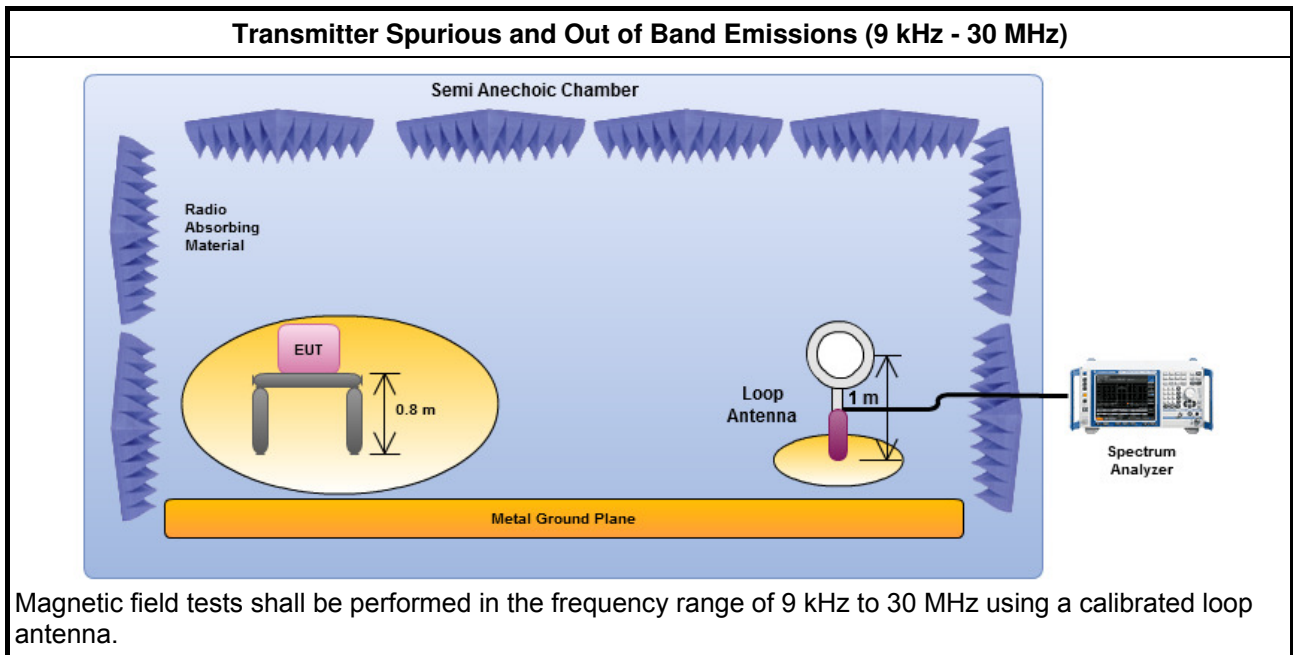 Transmitter Spurious and Out of Band Emissions (9 kHz - 30 MHz)
Semi Anechoic Chamber
Radio
Absorbing
Material
EUT
0.8 m
Loop
Antenna
1 m
Spectrum
Analyzer
Metal Ground Plane
Magnetic field tests shall be performed in the frequency range of 9 kHz to 30 MHz using a calibrated loop
antenna.